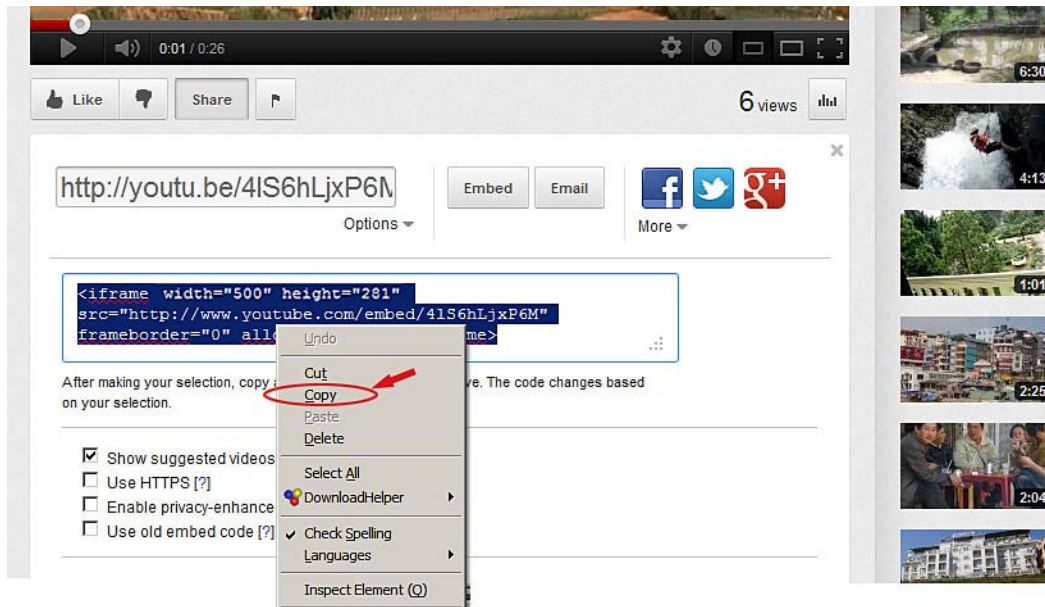 0:01 / 0:26
Like
Share
6 views
http://youtu.be/4IS6hLjxP6M
Embed
Email
Options
More
<iframe width="500" height="281"
src="http://www.youtube.com/embed/4lS6hLjxP6M"
frameborder="0" allo me>
After making your selection, copy ve. The code changes based
on your selection.
Show suggested videos
Use HTTPS [?]
Enable privacy-enhance
Use old embed code [?]
Undo
Cut
Copy
Paste
Delete
Select All
DownloadHelper
Check Spelling
Languages
Inspect Element (Q)
6:30
4:13
1:01
2:25
2:04